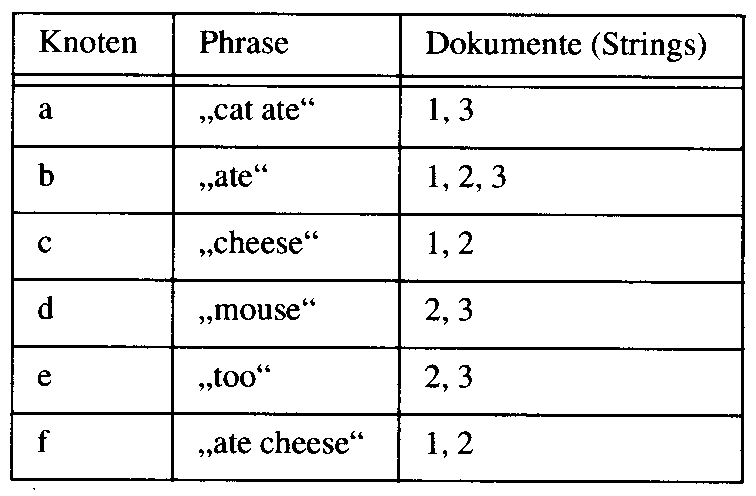 Knoten Phrase Dokumente (Strings)
a „cat ate“ 1, 3
b „ate“ 1, 2, 3
c „cheese“ 1, 2
d „mouse“ 2, 3
e „too“ 2, 3
f „ate cheese“ 1, 2